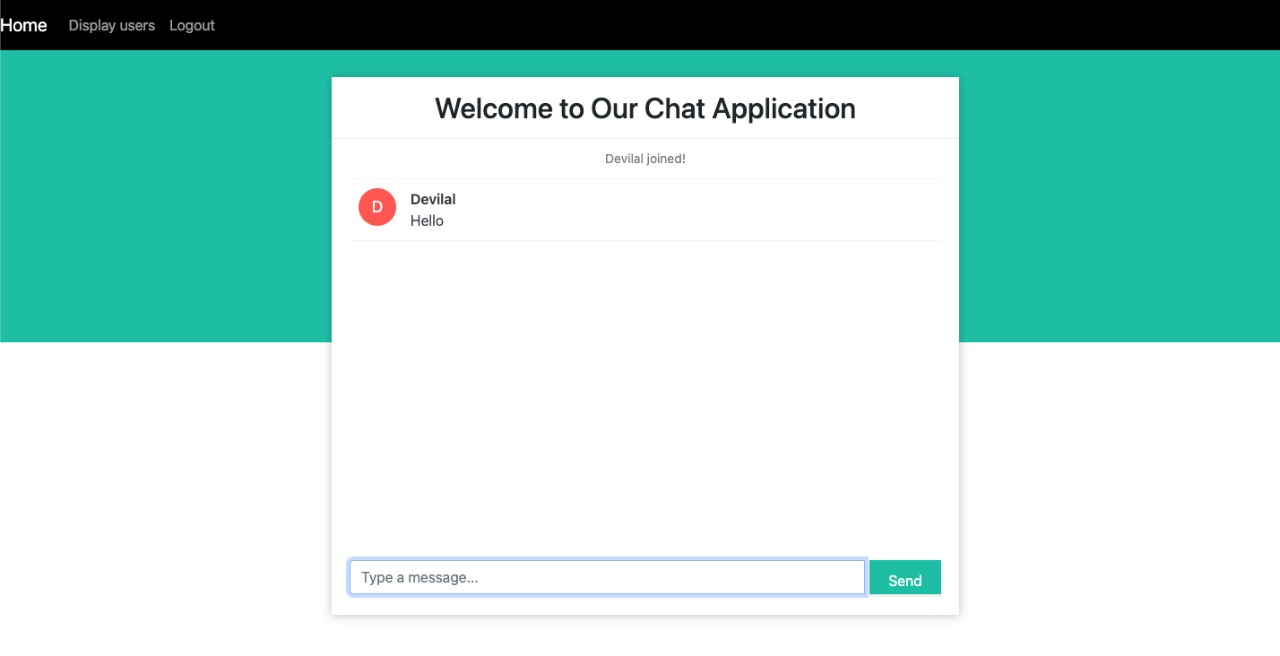 Home Display users Logout
Welcome to Our Chat Application
Devilal joined!
D
Devilal
Hello
Type a message...
Send